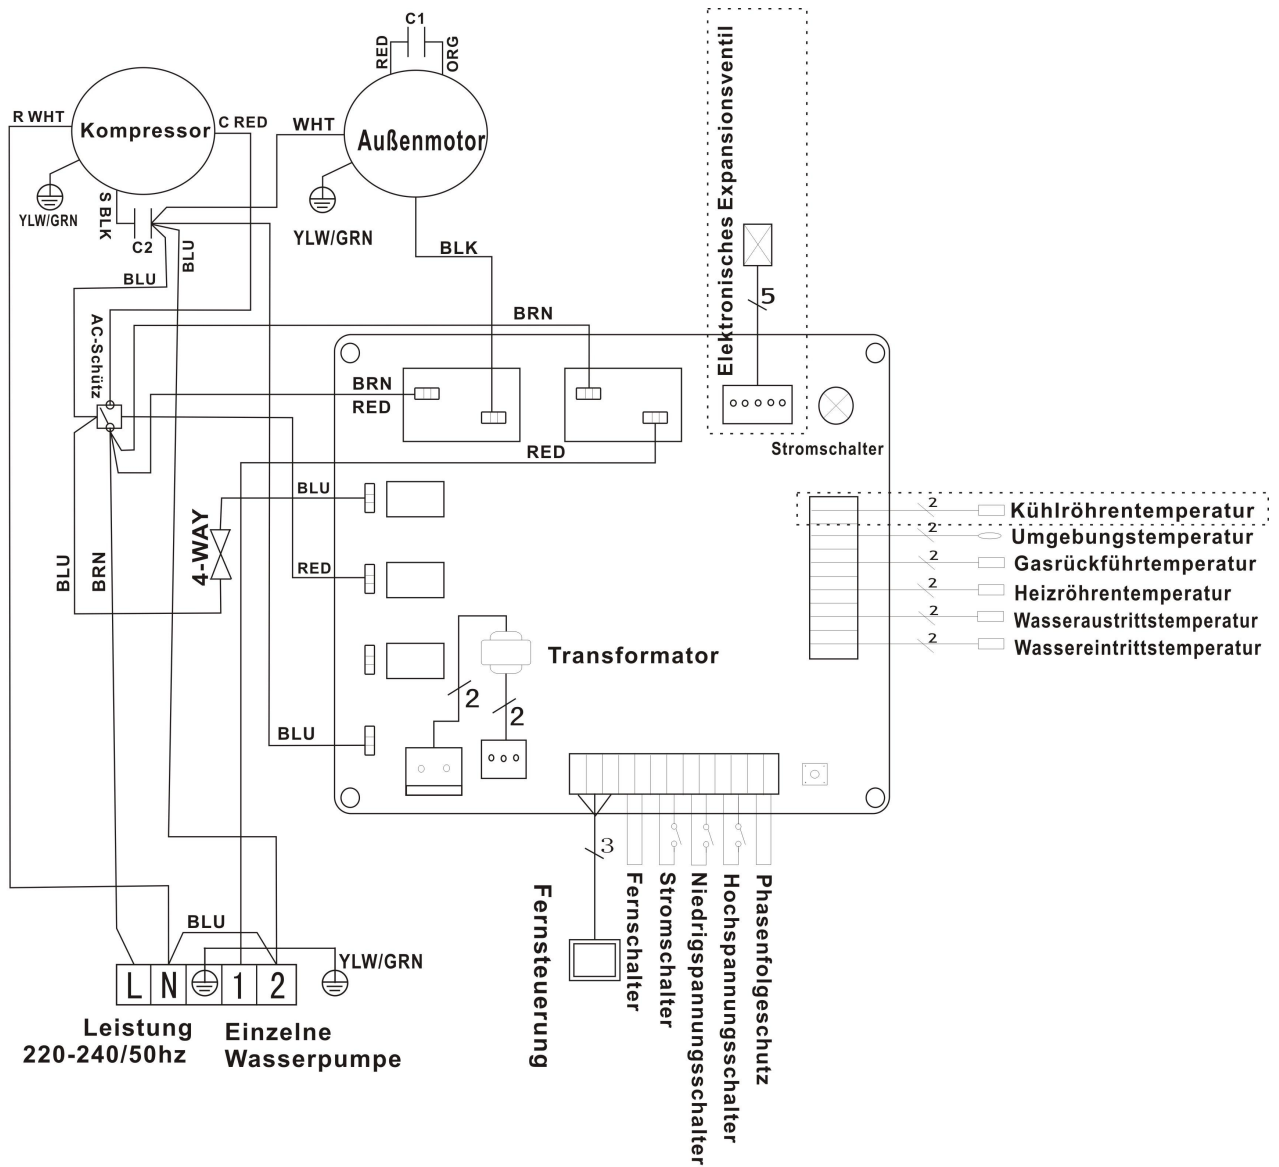 C1
RED
ORG
R WHT
Kompressor
C RED
WHT
Außenmotor
YLW/GRN
S BLK
C2
BLU
YLW/GRN
BLK
BLU
Elektronisches Expansionsventil
5
BRN
AC-Schütz
BRN
RED
Stromschalter
RED
BLU
4-WAY
BLU
BRN
RED
2
Kühlröhrentemperatur
2
Umgebungstemperatur
2
Gasrückführtemperatur
2
Heizröhrentemperatur
2
Wasseraustrittstemperatur
2
Wassereintrittstemperatur
Transformator
2
2
BLU
3
Fernsteuerung
Fernschalter
Stromschalter
Niedrigspannungsschalter
Hochspannungsschalter
Phasenfolgeschutz
BLU
YLW/GRN
L N 1 2
Leistung
220-240/50hz
Einzelne
Wasserpumpe